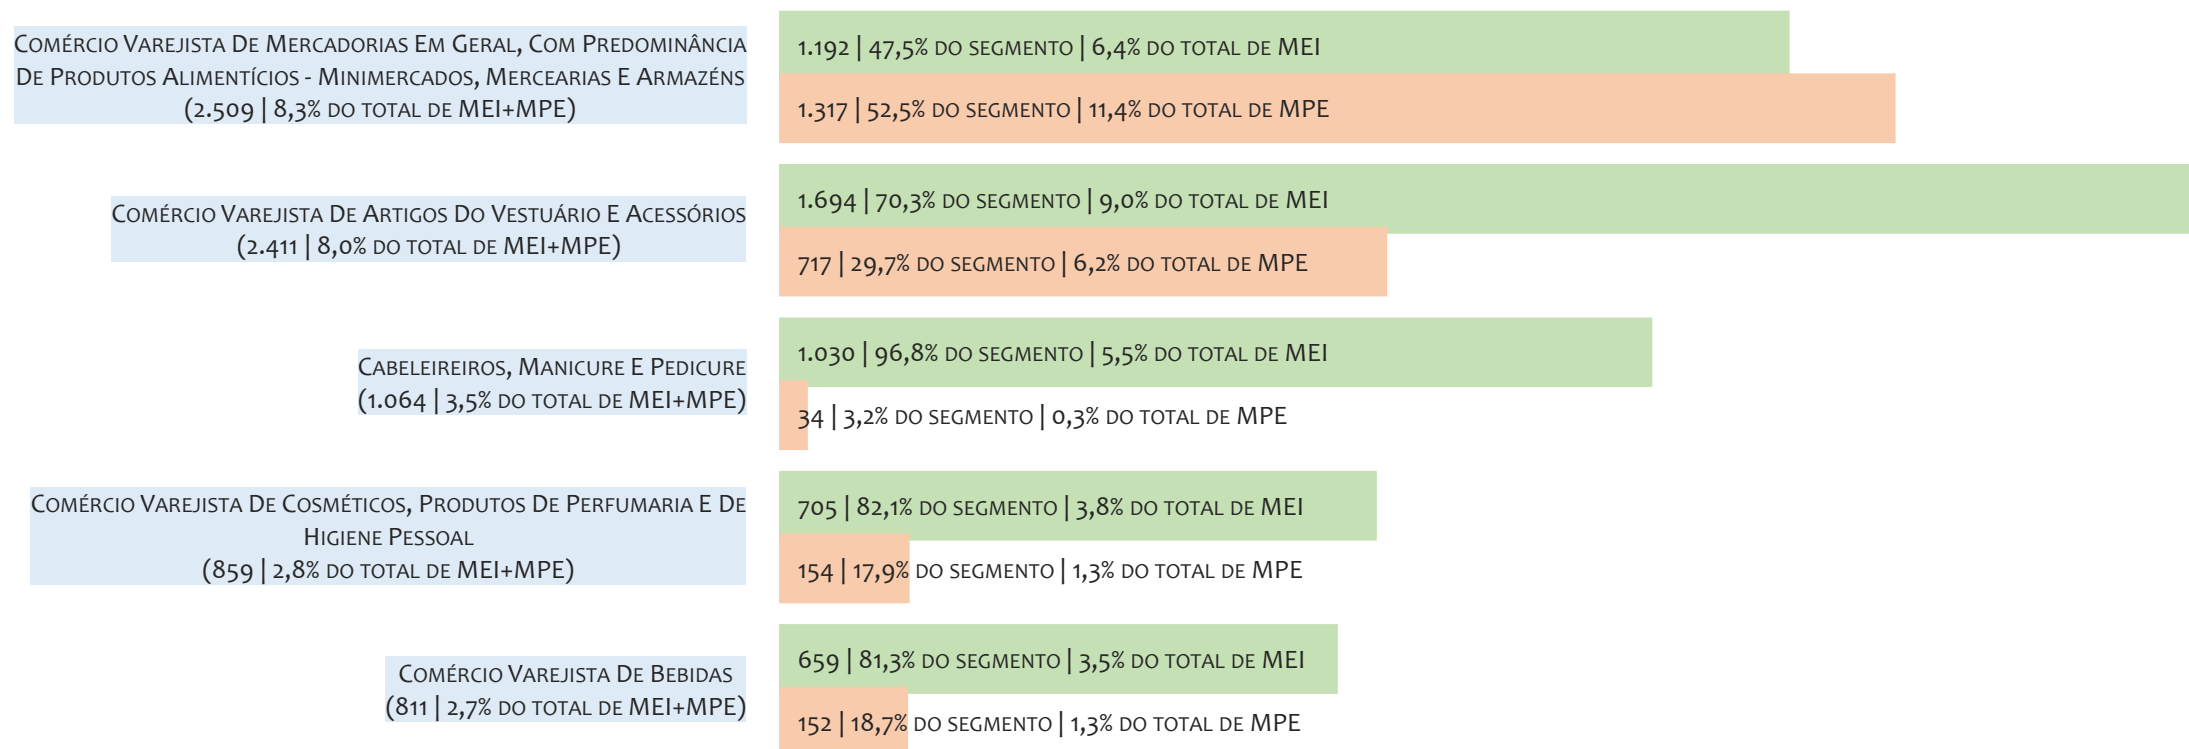 Comércio Varejista De Mercadorias Em Geral, Com Predominância
De Produtos Alimentícios - Minimercados, Mercearias E Armazéns
(2.509 | 8,3% do total de MEI+MPE)
1.192 | 47,5% do segmento | 6,4% do total de MEI
1.317 | 52,5% do segmento | 11,4% do total de MPE
Comércio Varejista De Artigos Do Vestuário E Acessórios
(2.411 | 8,0% do total de MEI+MPE)
1.694 | 70,3% do segmento | 9,0% do total de MEI
717 | 29,7% do segmento | 6,2% do total de MPE
Cabeleireiros, Manicure E Pedicure
(1.064 | 3,5% do total de MEI+MPE)
1.030 | 96,8% do segmento | 5,5% do total de MEI
34 | 3,2% do segmento | 0,3% do total de MPE
Comércio Varejista De Cosméticos, Produtos De Perfumaria E De
Higiene Pessoal
(859 | 2,8% do total de MEI+MPE)
705 | 82,1% do segmento | 3,8% do total de MEI
154 | 17,9% do segmento | 1,3% do total de MPE
Comércio Varejista De Bebidas
(811 | 2,7% do total de MEI+MPE)
659 | 81,3% do segmento | 3,5% do total de MEI
152 | 18,7% do segmento | 1,3% do total de MPE